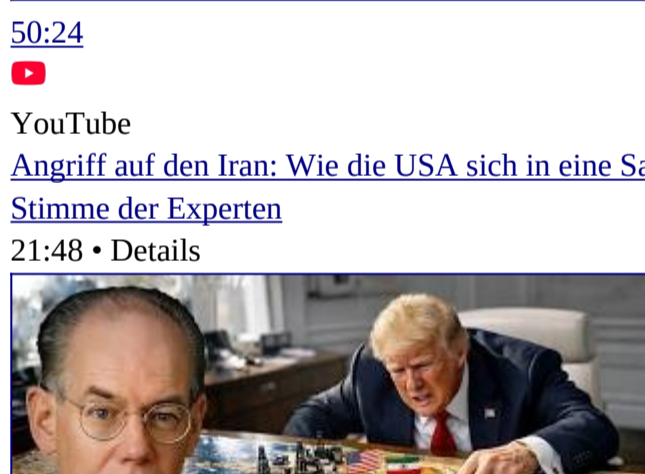 50:24
YouTube
Angriff auf den Iran: Wie die USA sich in eine
Stimme der Experten
21:48 • Details